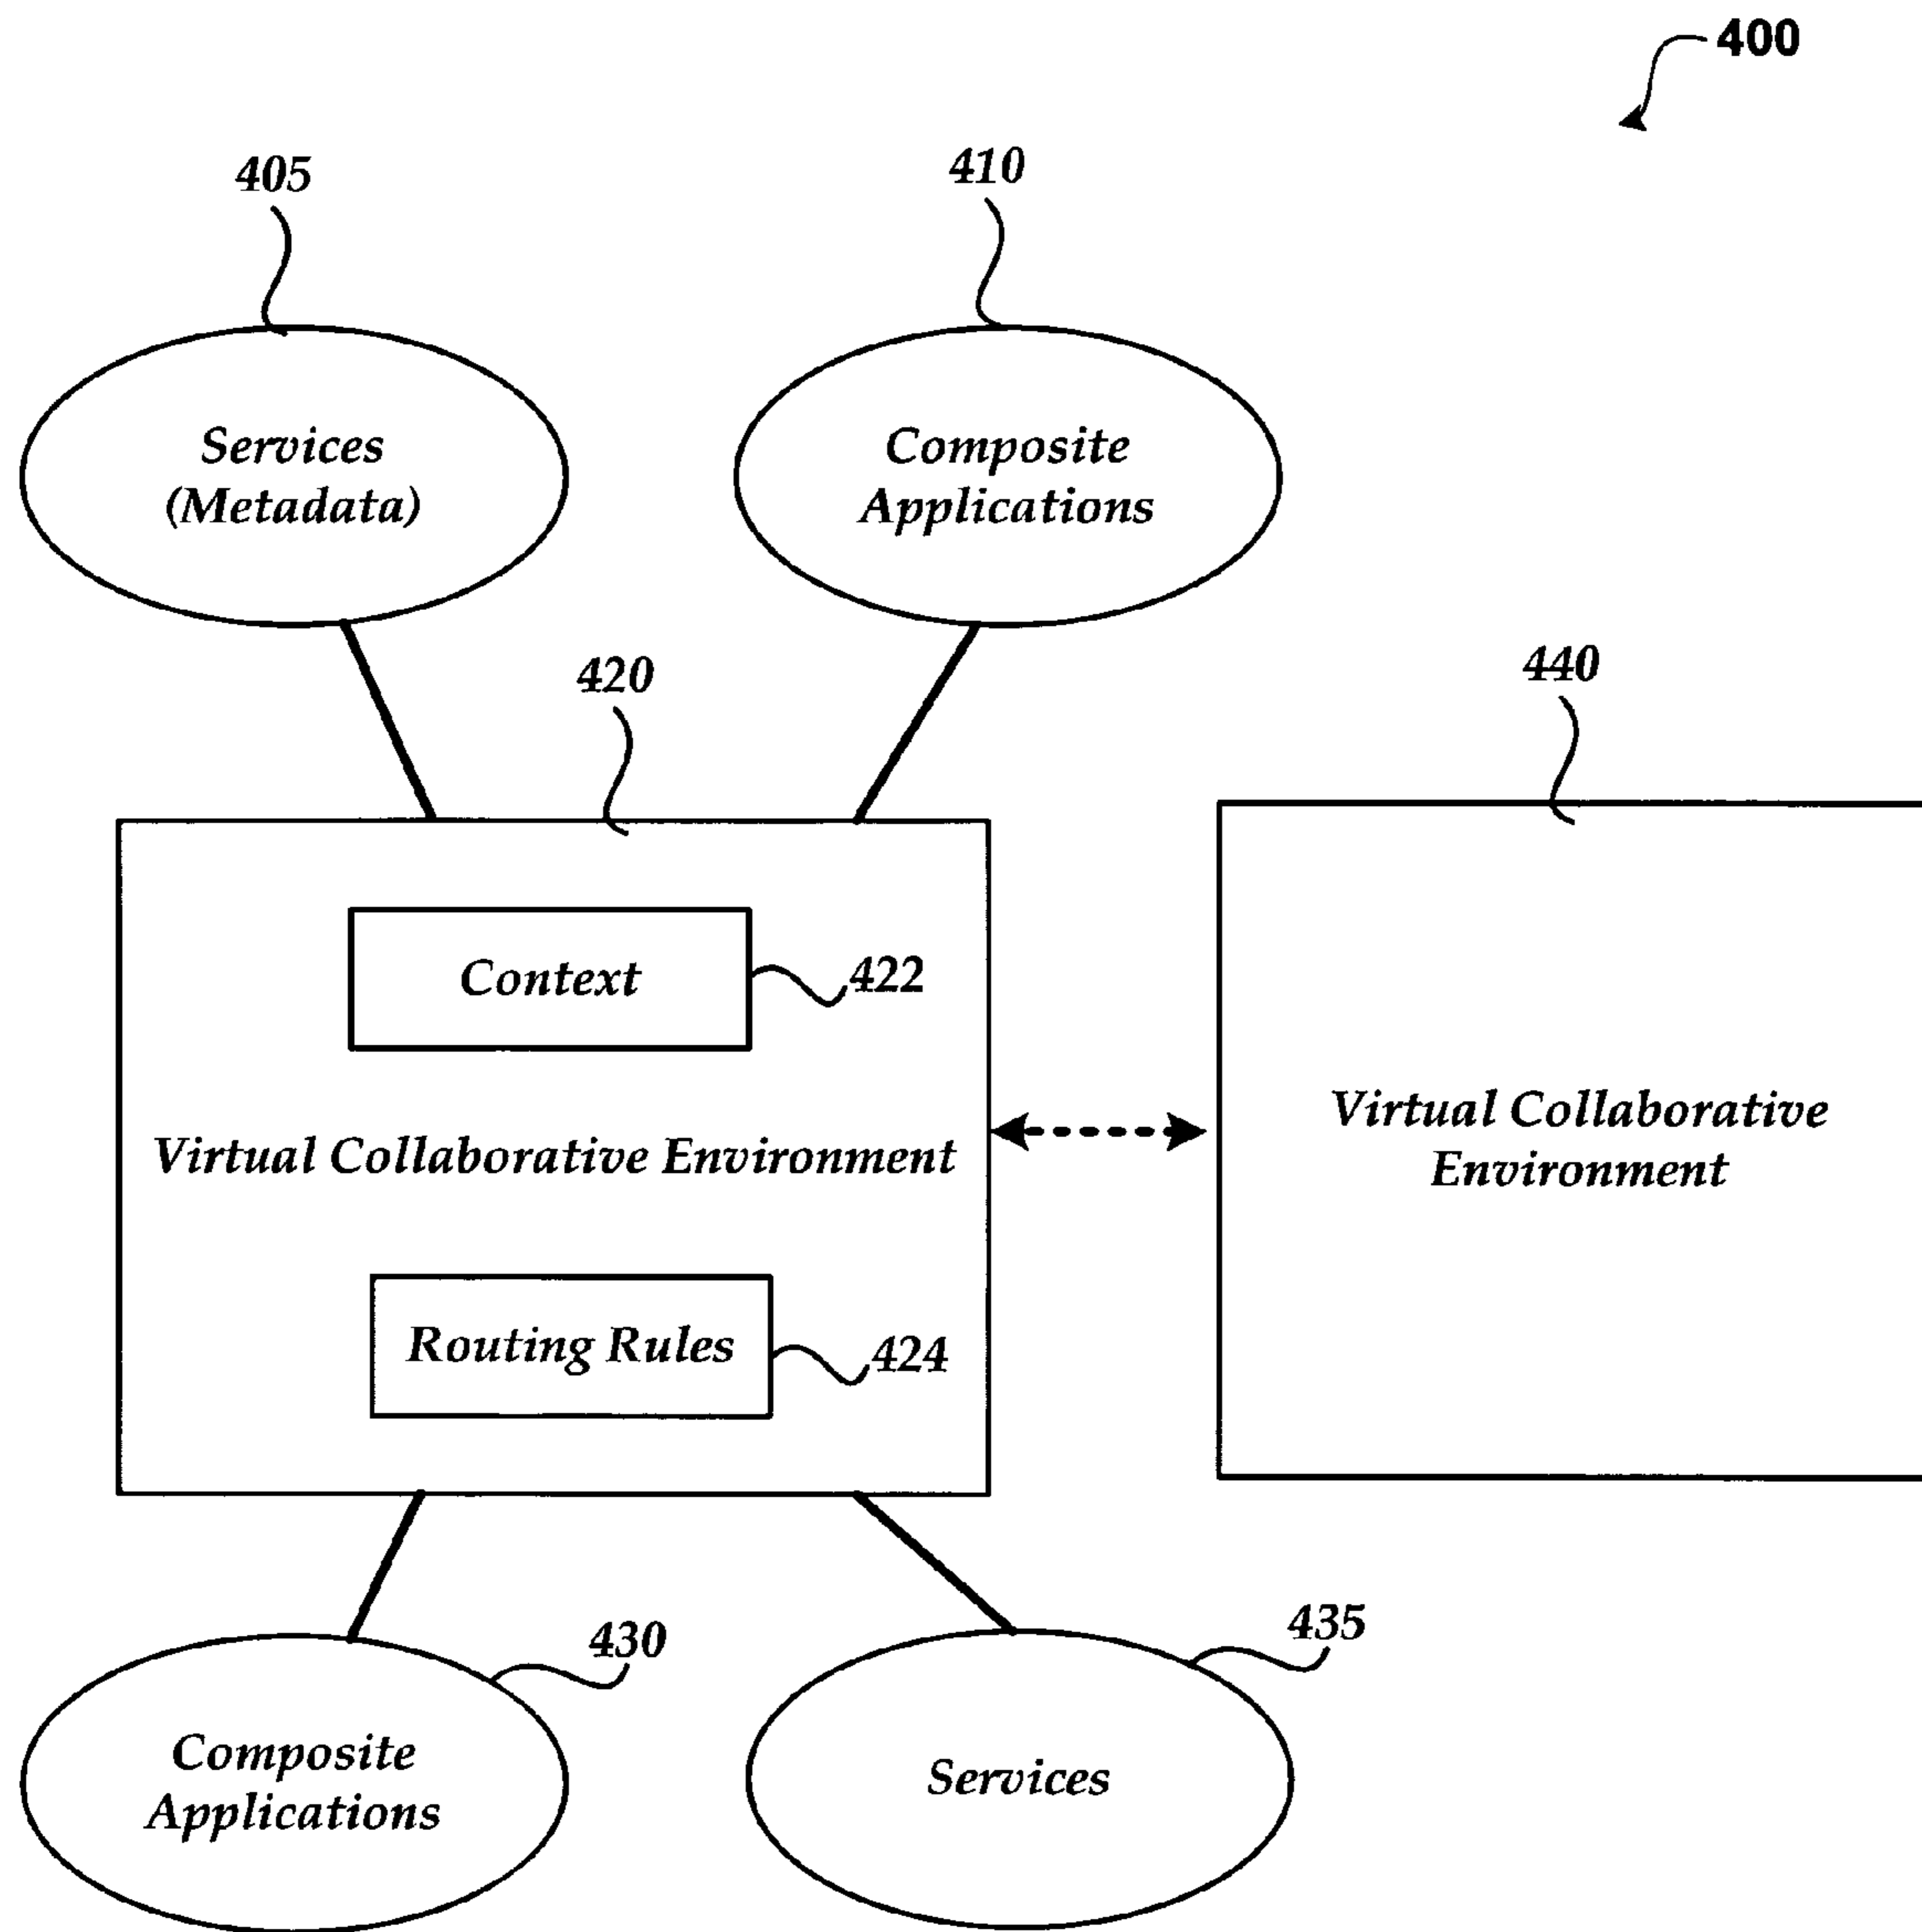 400
405
410
Services
(Metadata)
Composite
Applications
420
440
Context
422
Virtual Collaborative Environment
Virtual Collaborative
Environment
Routing Rules
424
430
435
Composite
Applications
Services